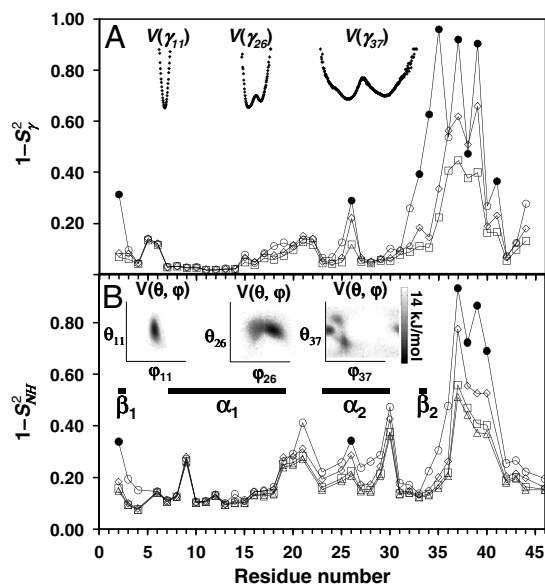 A
V(γ11) V(γ26) V(γ37)
1.00
0.80
0.60
0.40
0.20
1−S²γ
B
V(θ, φ) V(θ, φ) V(θ, φ)
θ11 θ26 θ37
φ11 φ26 φ37
14 kJ/mol
β1 α1 α2 β2
0.80
0.60
0.40
0.20
0.00
1−S²NH
0 5 10 15 20 25 30 35 40 45
Residue number